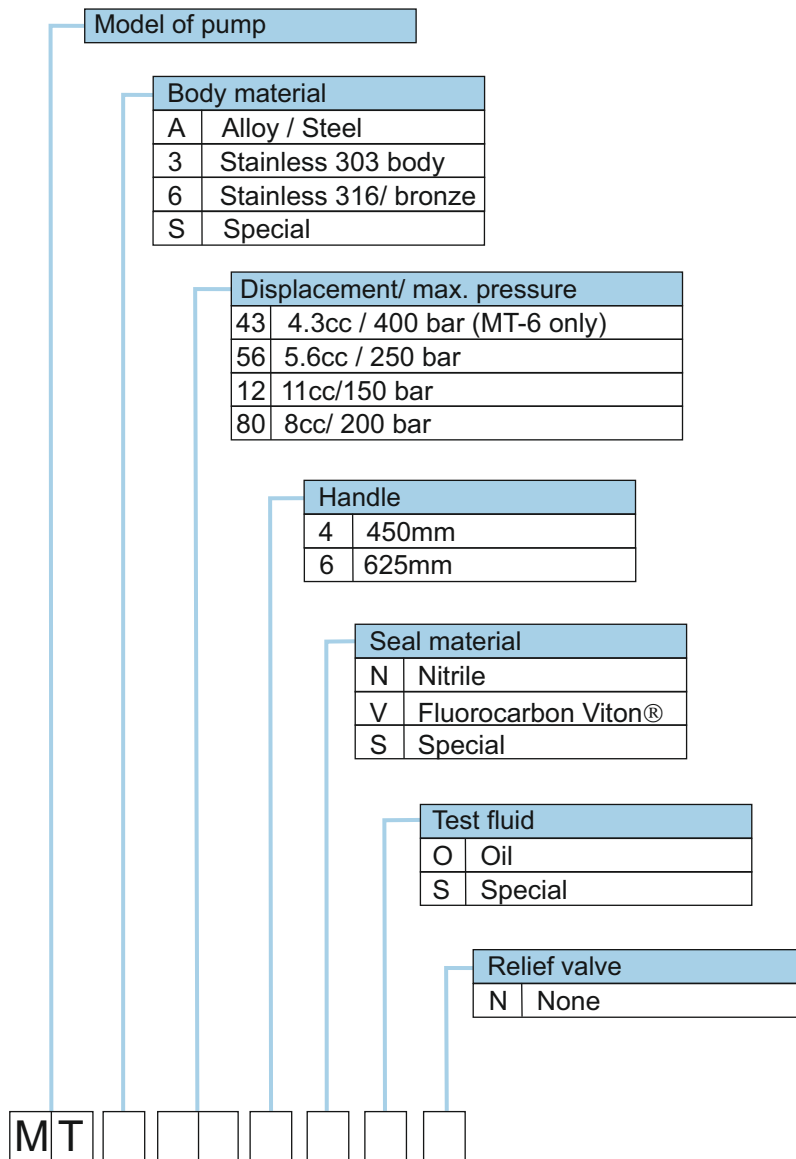 Model of pump
Body material
A Alloy / Steel
3 Stainless 303 body
6 Stainless 316/ bronze
S Special
Displacement/ max. pressure
43 4.3cc / 400 bar (MT-6 only)
56 5.6cc / 250 bar
12 11cc/150 bar
80 8cc/ 200 bar
Handle
4 450mm
6 625mm
Seal material
N Nitrile
V Fluorocarbon Viton®
S Special
Test fluid
O Oil
S Special
Relief valve
N None
M T